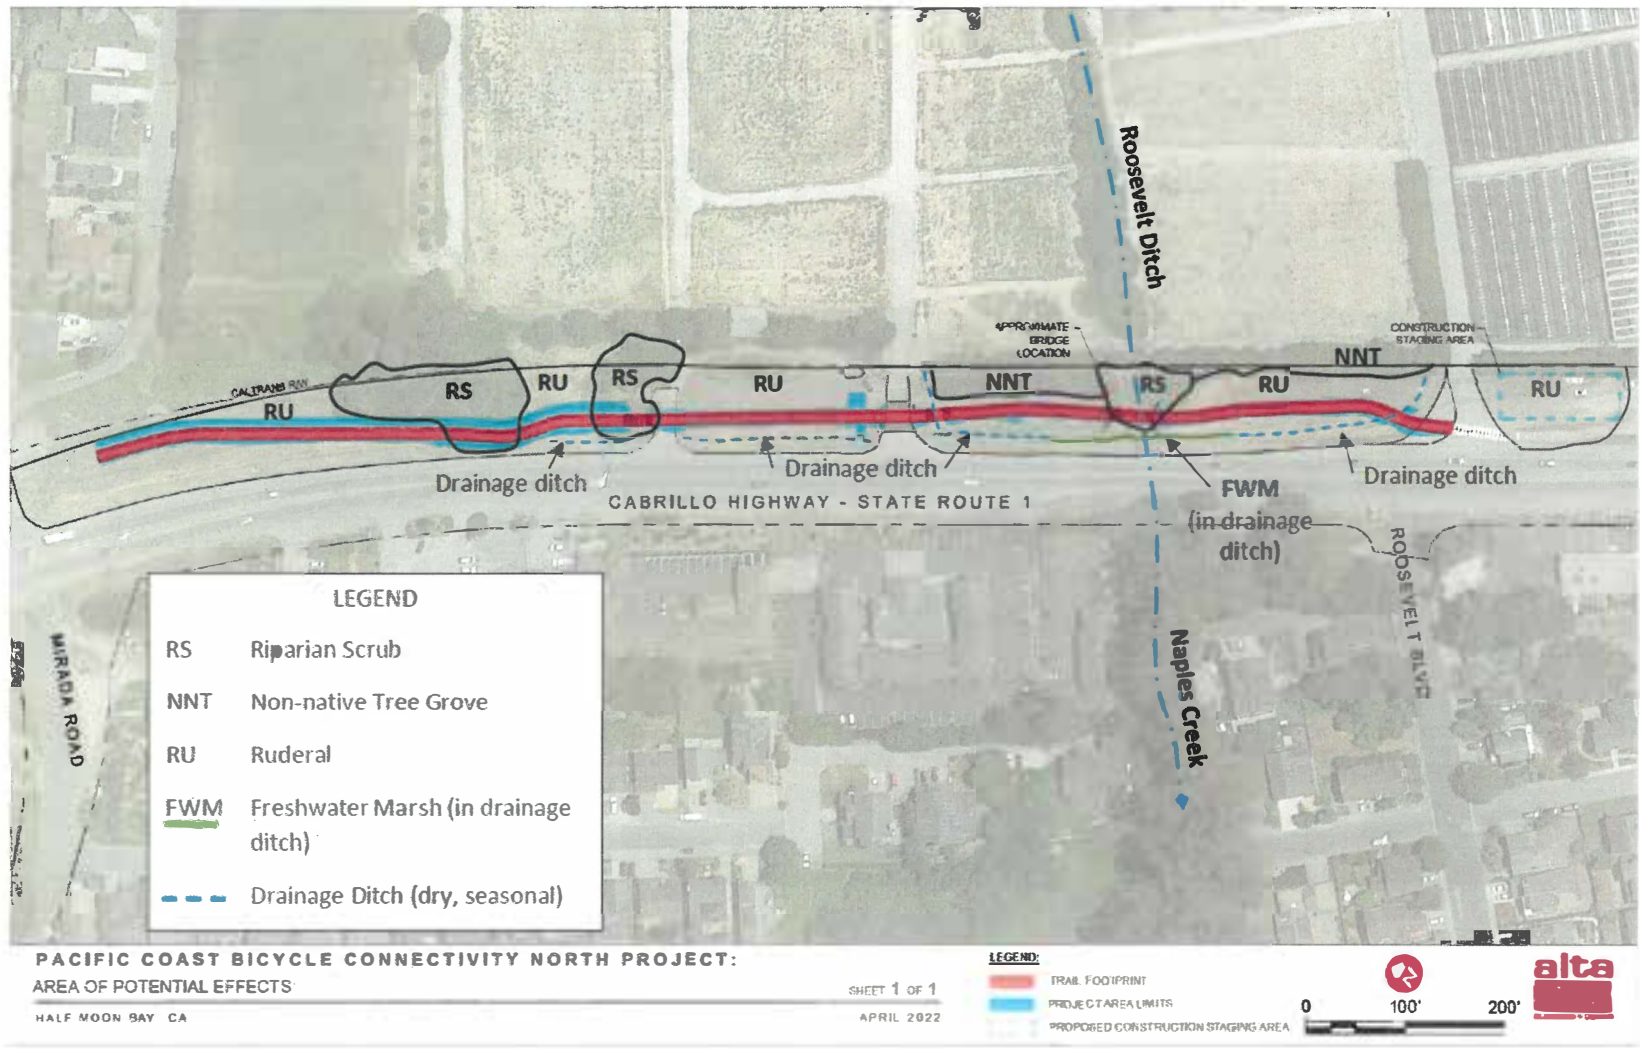 Roosevelt Ditch
APPROXIMATE
BRIDGE
LOCATION
CONSTRUCTION
STAGING AREA
NNT
CALTRANS
RU
RS
RU
RS
RU
NNT
RS
RU
RU
Drainage ditch
Drainage ditch
FWM
(in drainage
ditch)
Drainage ditch
CABRILLO HIGHWAY - STATE ROUTE 1
ROOSEVELT BLVD
MIRADA ROAD
Naples Creek
LEGEND
RS Riparian Scrub
NNT Non-native Tree Grove
RU Ruderal
FWM Freshwater Marsh (in drainage
ditch)
Drainage Ditch (dry, seasonal)
PACIFIC COAST BICYCLE CONNECTIVITY NORTH PROJECT:
AREA OF POTENTIAL EFFECTS
HALF MOON BAY CA
SHEET 1 OF 1
APRIL 2022
LEGEND:
TRAIL FOOTPRINT
PROJECT AREA LIMITS
PROPOSED CONSTRUCTION STAGING AREA
0 100' 200'
alta